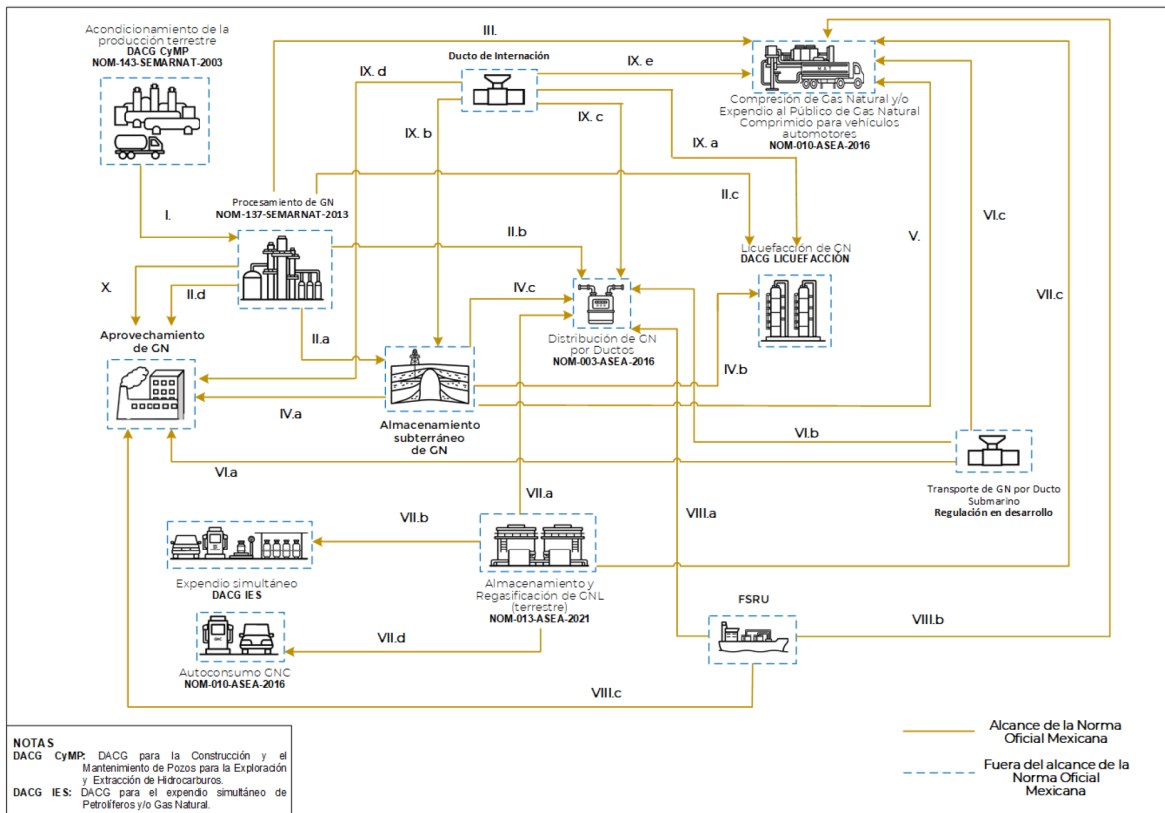 Acondicionamiento de la
producción terrestre
DACG CyMP
NOM-143-SEMARNAT-2003
III.
Ducto de Internación
IX. d
IX. e
IX. b
IX. c
IX. a
M A T
Compresión de Gas Natural y/o
Expendio al Público de Gas Natural
Comprimido para vehículos
automotores
NOM-010-ASEA-2016
I.
Procesamiento de GN
NOM-137-SEMARNAT-2013
II.c
II.b
VI.c
V.
Licuefacción de GN
DACG LICUEFACCIÓN
X.
II.d
IV.c
VII.c
Aprovechamiento
de GN
II.a
Distribución de GN
por Ductos
NOM-003-ASEA-2016
IV.b
IV.a
Almacenamiento
subterráneo
de GN
VI.b
VI.a
Transporte de GN por Ducto
Submarino
Regulación en desarrollo
VII.a
VII.b
VIII.a
Expendio simultáneo
DACG IES
Almacenamiento y
Regasificación de GNL
(terrestre)
NOM-013-ASEA-2021
FSRU
VIII.b
GNC
VII.d
Autoconsumo GNC
NOM-010-ASEA-2016
VIII.c
NOTAS
DACG CyMP: DACG para la Construcción y el
Mantenimiento de Pozos para la Exploración
y Extracción de Hidrocarburos.
DACG IES: DACG para el expendio simultáneo de
Petrolíferos y/o Gas Natural.
Alcance de la Norma
Oficial Mexicana
Fuera del alcance de la
Norma Oficial
Mexicana